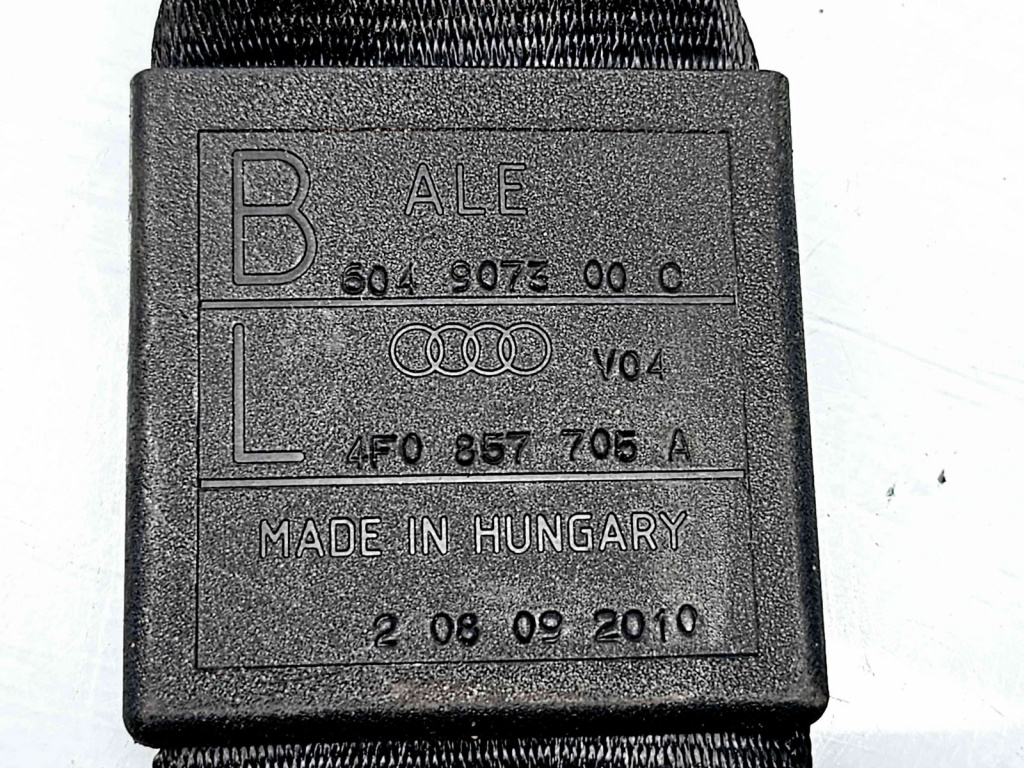 B ALE
604 9073 00 C
L V04
4F0 857 705 A
MADE IN HUNGARY
2 08 09 2010